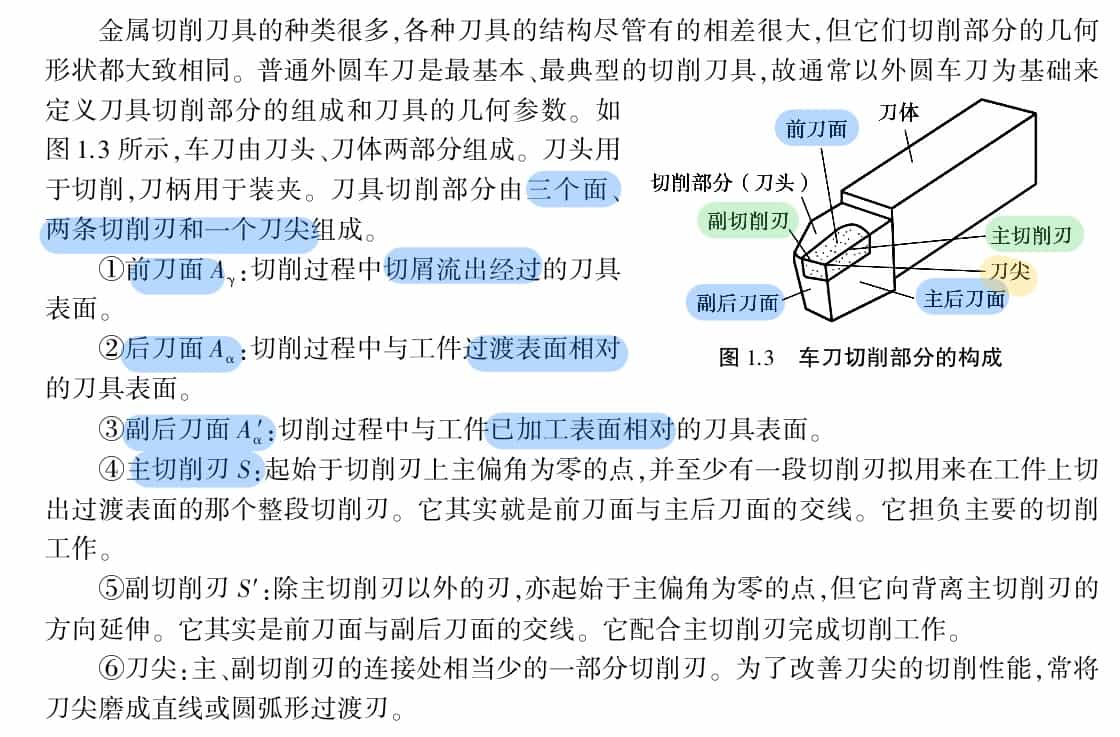 金属切削刀具的种类很多,各种刀具的结构尽管有的相差很大,但它们切削部分的几何
形状都大致相同。普通外圆车刀是最基本、最典型的切削刀具,故通常以外圆车刀为基础来
定义刀具切削部分的组成和刀具的几何参数。如
图 1.3 所示,车刀由刀头、刀体两部分组成。刀头用
于切削,刀柄用于装夹。刀具切削部分由三个面、
两条切削刃和一个刀尖组成。
①前刀面 Aγ:切削过程中切屑流出经过的刀具
表面。
②后刀面 Aα:切削过程中与工件过渡表面相对
的刀具表面。
前刀面
刀体
切削部分(刀头)
副切削刃
主切削刃
刀尖
副后刀面
主后刀面
图 1.3 车刀切削部分的构成
③副后刀面 A′α:切削过程中与工件已加工表面相对的刀具表面。
④主切削刃 S:起始于切削刃上主偏角为零的点,并至少有一段切削刃拟用来在工件上切
出过渡表面的那个整段切削刃。它其实就是前刀面与主后刀面的交线。它担负主要的切削
工作。
⑤副切削刃 S′:除主切削刃以外的刃,亦起始于主偏角为零的点,但它向背离主切削刃的
方向延伸。它其实是前刀面与副后刀面的交线。它配合主切削刃完成切削工作。
⑥刀尖:主、副切削刃的连接处相当少的一部分切削刃。为了改善刀尖的切削性能,常将
刀尖磨成直线或圆弧形过渡刃。